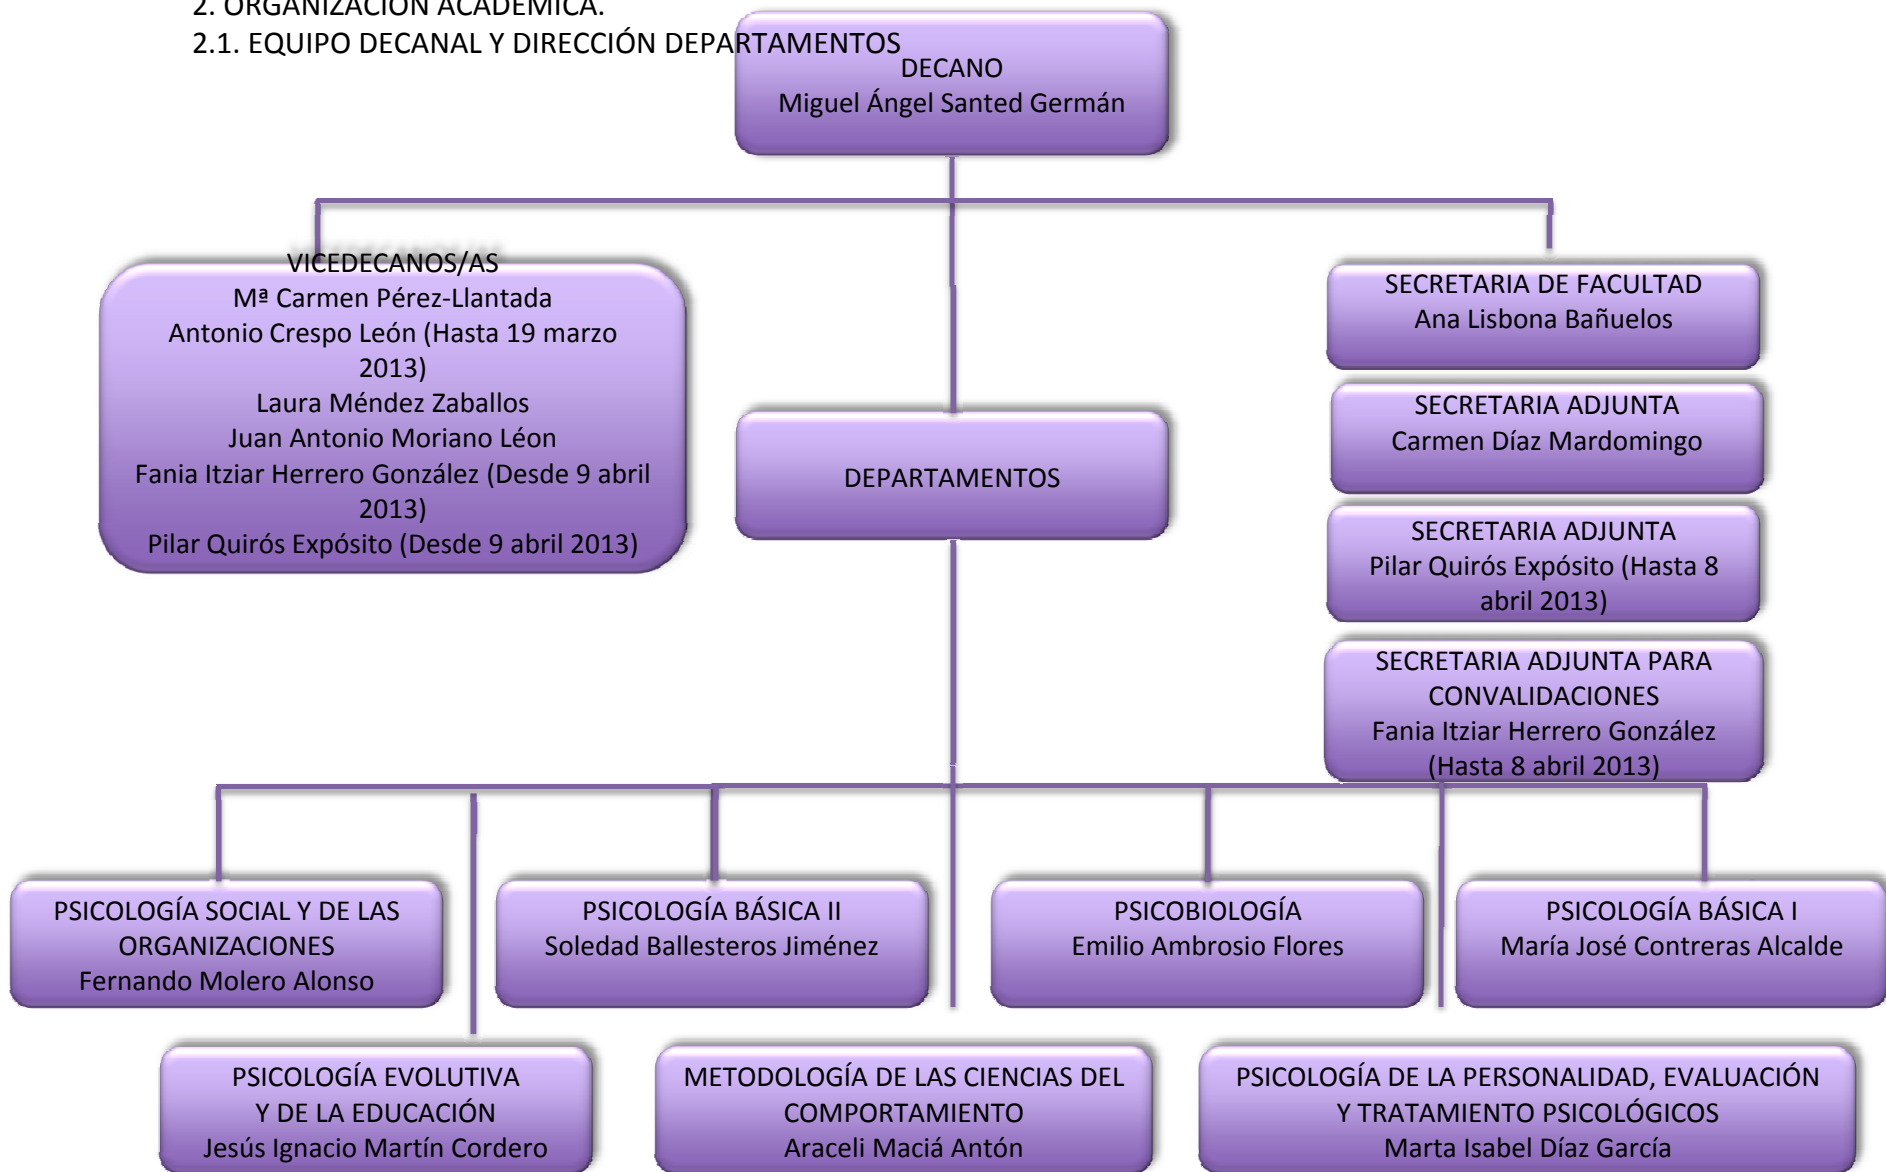 2. ORGANIZACIÓN ACADÉMICA.
2.1. EQUIPO DECANAL Y DIRECCIÓN DEPARTAMENTOS
DECANO
Miguel Ángel Santed Germán
VICEDECANOS/AS
Mª Carmen Pérez-Llantada
Antonio Crespo León (Hasta 19 marzo
2013)
Laura Méndez Zaballos
Juan Antonio Moriano Léon
Fania Itziar Herrero González (Desde 9 abril
2013)
Pilar Quirós Expósito (Desde 9 abril 2013)
DEPARTAMENTOS
SECRETARIA DE FACULTAD
Ana Lisbona Bañuelos
SECRETARIA ADJUNTA
Carmen Díaz Mardomingo
SECRETARIA ADJUNTA
Pilar Quirós Expósito (Hasta 8
abril 2013)
SECRETARIA ADJUNTA PARA
CONVALIDACIONES
Fania Itziar Herrero González
(Hasta 8 abril 2013)
PSICOLOGÍA SOCIAL Y DE LAS
ORGANIZACIONES
Fernando Molero Alonso
PSICOLOGÍA BÁSICA II
Soledad Ballesteros Jiménez
PSICOBIOLOGÍA
Emilio Ambrosio Flores
PSICOLOGÍA BÁSICA I
María José Contreras Alcalde
PSICOLOGÍA EVOLUTIVA
Y DE LA EDUCACIÓN
Jesús Ignacio Martín Cordero
METODOLOGÍA DE LAS CIENCIAS DEL
COMPORTAMIENTO
Araceli Maciá Antón
PSICOLOGÍA DE LA PERSONALIDAD, EVALUACIÓN
Y TRATAMIENTO PSICOLÓGICOS
Marta Isabel Díaz García